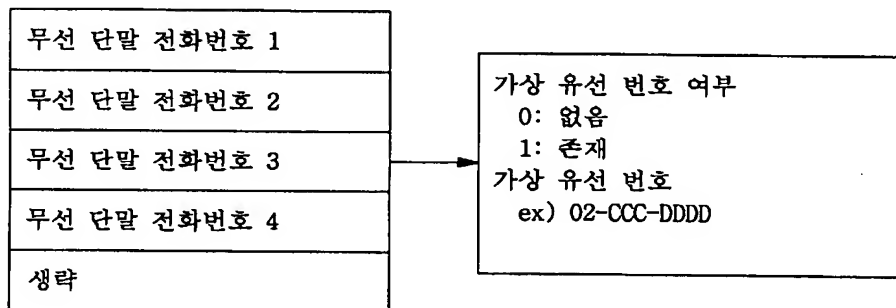 무선 단말 전화번호 1
무선 단말 전화번호 2
무선 단말 전화번호 3
무선 단말 전화번호 4
생략
가상 유선 번호 여부
0: 없음
1: 존재
가상 유선 번호
ex) 02-CCC-DDDD